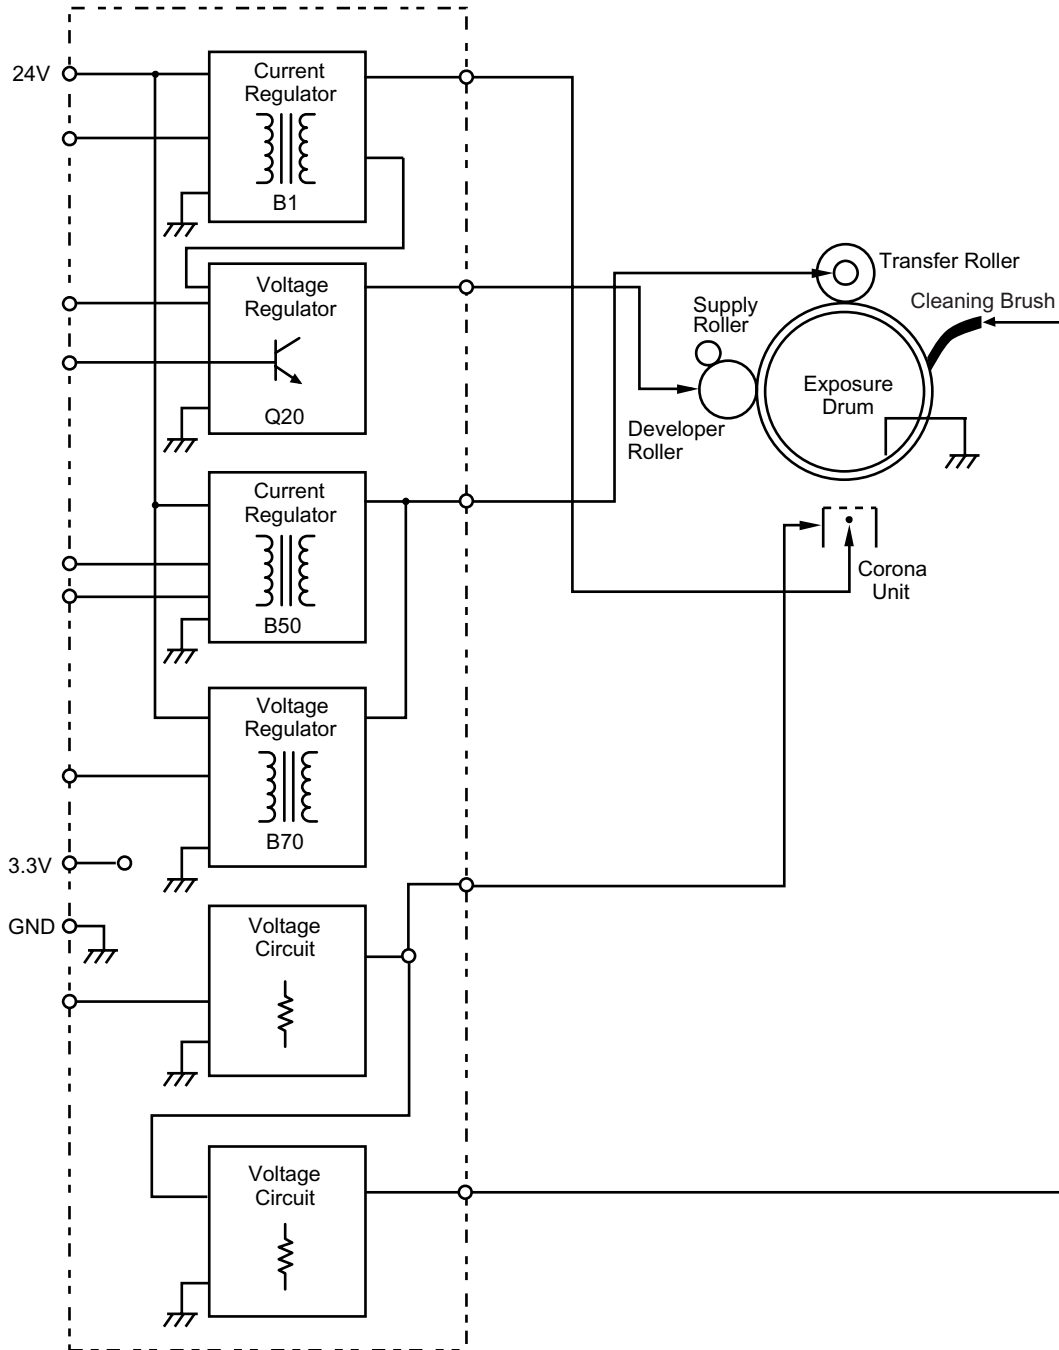 24V
Current
Regulator
B1
Voltage
Regulator
Q20
Transfer Roller
Cleaning Brush
Supply
Roller
Exposure
Drum
Developer
Roller
Current
Regulator
B50
Corona
Unit
Voltage
Regulator
B70
3.3V
GND
Voltage
Circuit
Voltage
Circuit